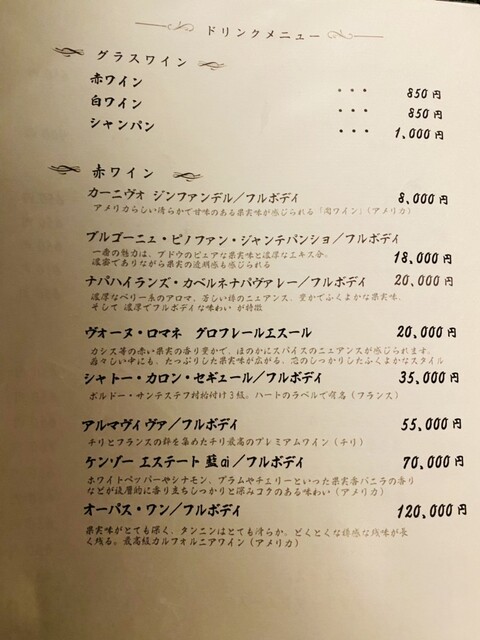 ドリンクメニュー
グラスワイン
赤ワイン ・・・ 850円
白ワイン ・・・ 850円
シャンパン ・・・ 1,000円
赤ワイン
カーニヴォ ジンファンデル／フルボディ 8,000円
アメリカらしい滑らかで甘味のある果実味が感じられる「肉ワイン」（アメリカ）
ブルゴーニュ・ピノファン・ジャンテパンショ／フルボディ
一番の魅力は、ブドウのピュアな果実味と濃厚なエキス分。
濃密でありながら果実の透明感も感じられる 18,000円
ナパハイランズ・カベルネナパヴァレー／フルボディ 20,000円
濃厚なベリー系のアロマ、芳しい樽のニュアンス、豊かでふくよかな果実味、
そして 濃厚でフルボディな味わい が特徴
ヴォーヌ・ロマネ グロフレールエスール 20,000円
カシス等の赤い果実の香り豊かで、ほのかにスパイスのニュアンスが感じられます。
晶々しい中にも、たっぷりした果実味が広がる、芯のしっかりしたふくよかなスタイル
シャトー・カロン・セギュール／フルボディ 35,000円
ボルドー・サンテステフ村格付け３級。ハートのラベルで有名（フランス）
アルマヴィヴァ／フルボディ 55,000円
チリとフランスの粋を集めたチリ最高のプレミアムワイン（チリ）
ケンゾー エステート 藍ai／フルボディ 70,000円
ホワイトペッパーやシナモン、プラムやチェリーといった果実香バニラの香り
などが段層的に香り立ちしっかりと深みコクのある味わい（アメリカ）
オーパス・ワン／フルボディ 120,000円
果実味がとても深く、タンニンはとても滑らか。どくとくな特徴な残味が長
く残る。最高級カルフォルニアワイン（アメリカ）